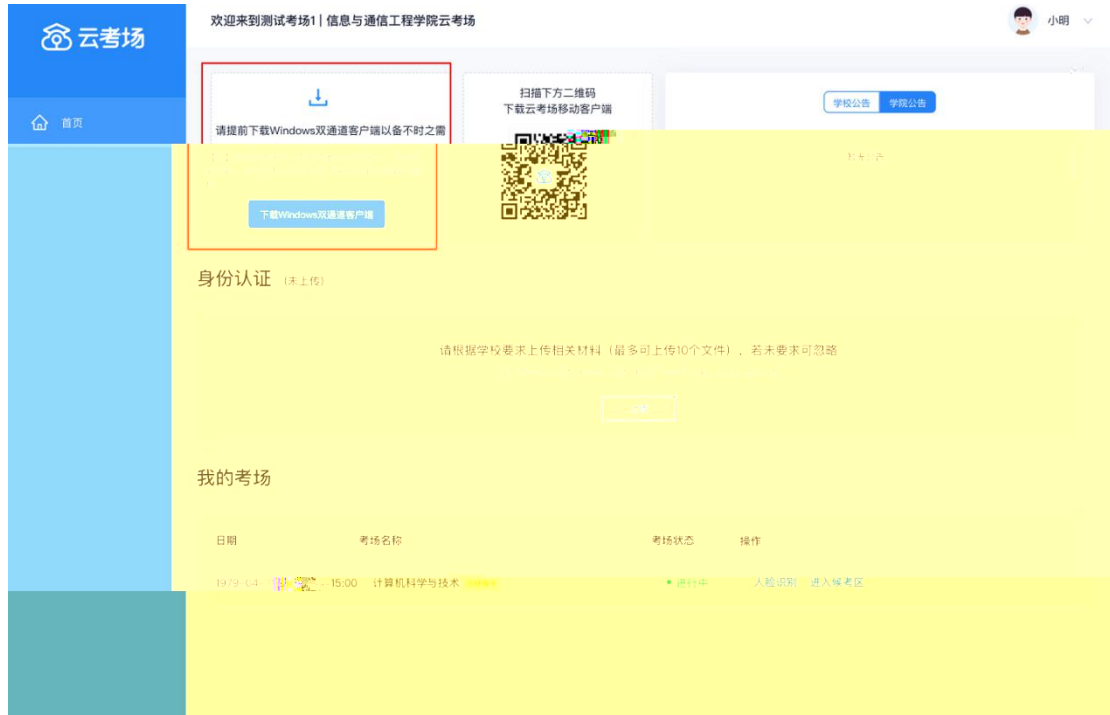 云考场
欢迎来到测试考场1 | 信息与通信工程学院云考场
小明
首页
请提前下载Windows双通道客户端以备不时之需
下载Windows双通道客户端
扫描下方二维码
下载云考场移动客户端
学校公告 学院公告
身份认证 (未上传)
请根据学校要求上传相关材料（最多可上传10个文件），若未要求可忽略
我的考场
日期 考场名称 考场状态 操作
1979-04- 15:00 计算机科学与技术 进行中 人脸识别 进入候考区